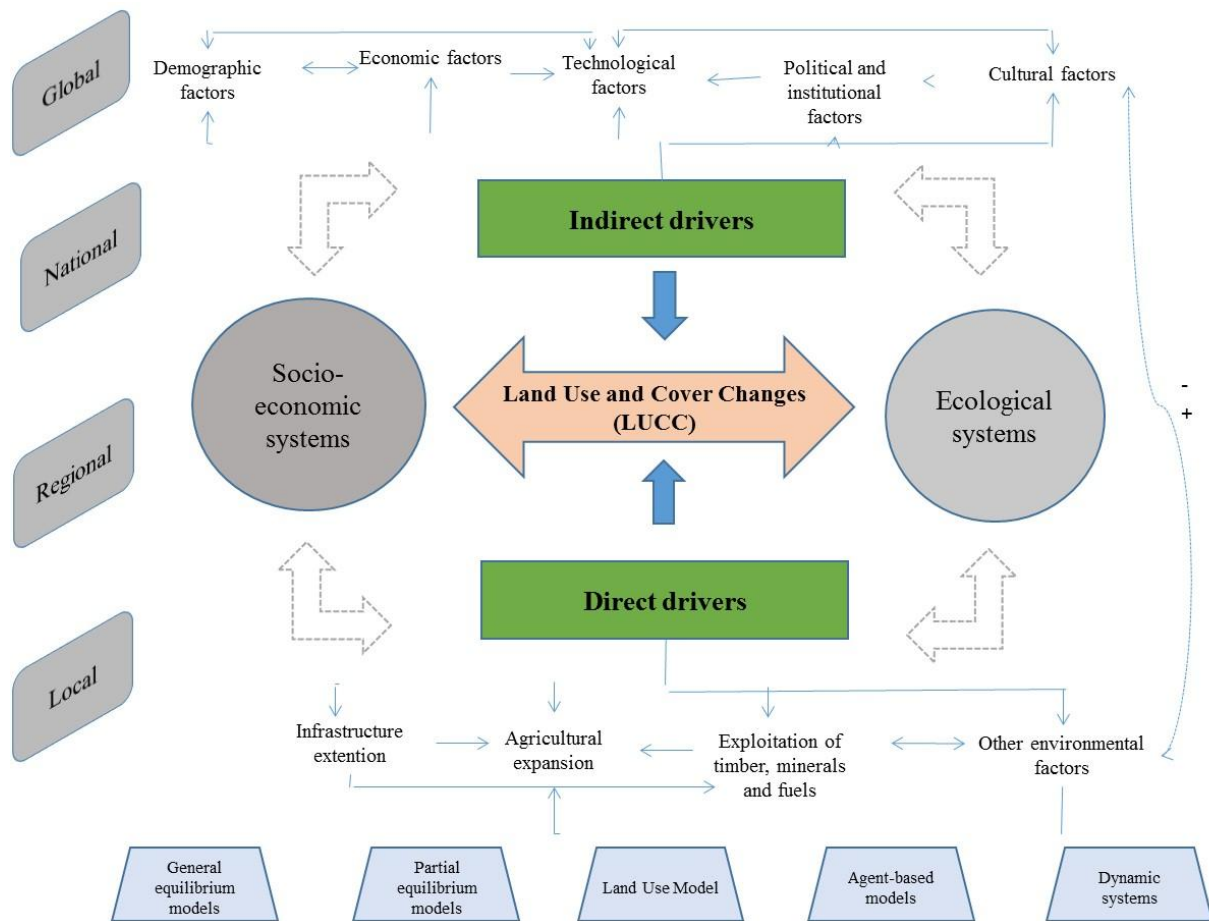 Global
Demographic
factors
Economic factors
Technological
factors
Political and
institutional
factors
Cultural factors
National
Indirect drivers
Socio-
economic
systems
Land Use and Cover Changes
(LUCC)
Ecological
systems
-
+
Regional
Direct drivers
Local
Infrastructure
extention
Agricultural
expansion
Exploitation of
timber, minerals
and fuels
Other environmental
factors
General
equilibrium
models
Partial
equilibrium
models
Land Use Model
Agent-based
models
Dynamic
systems